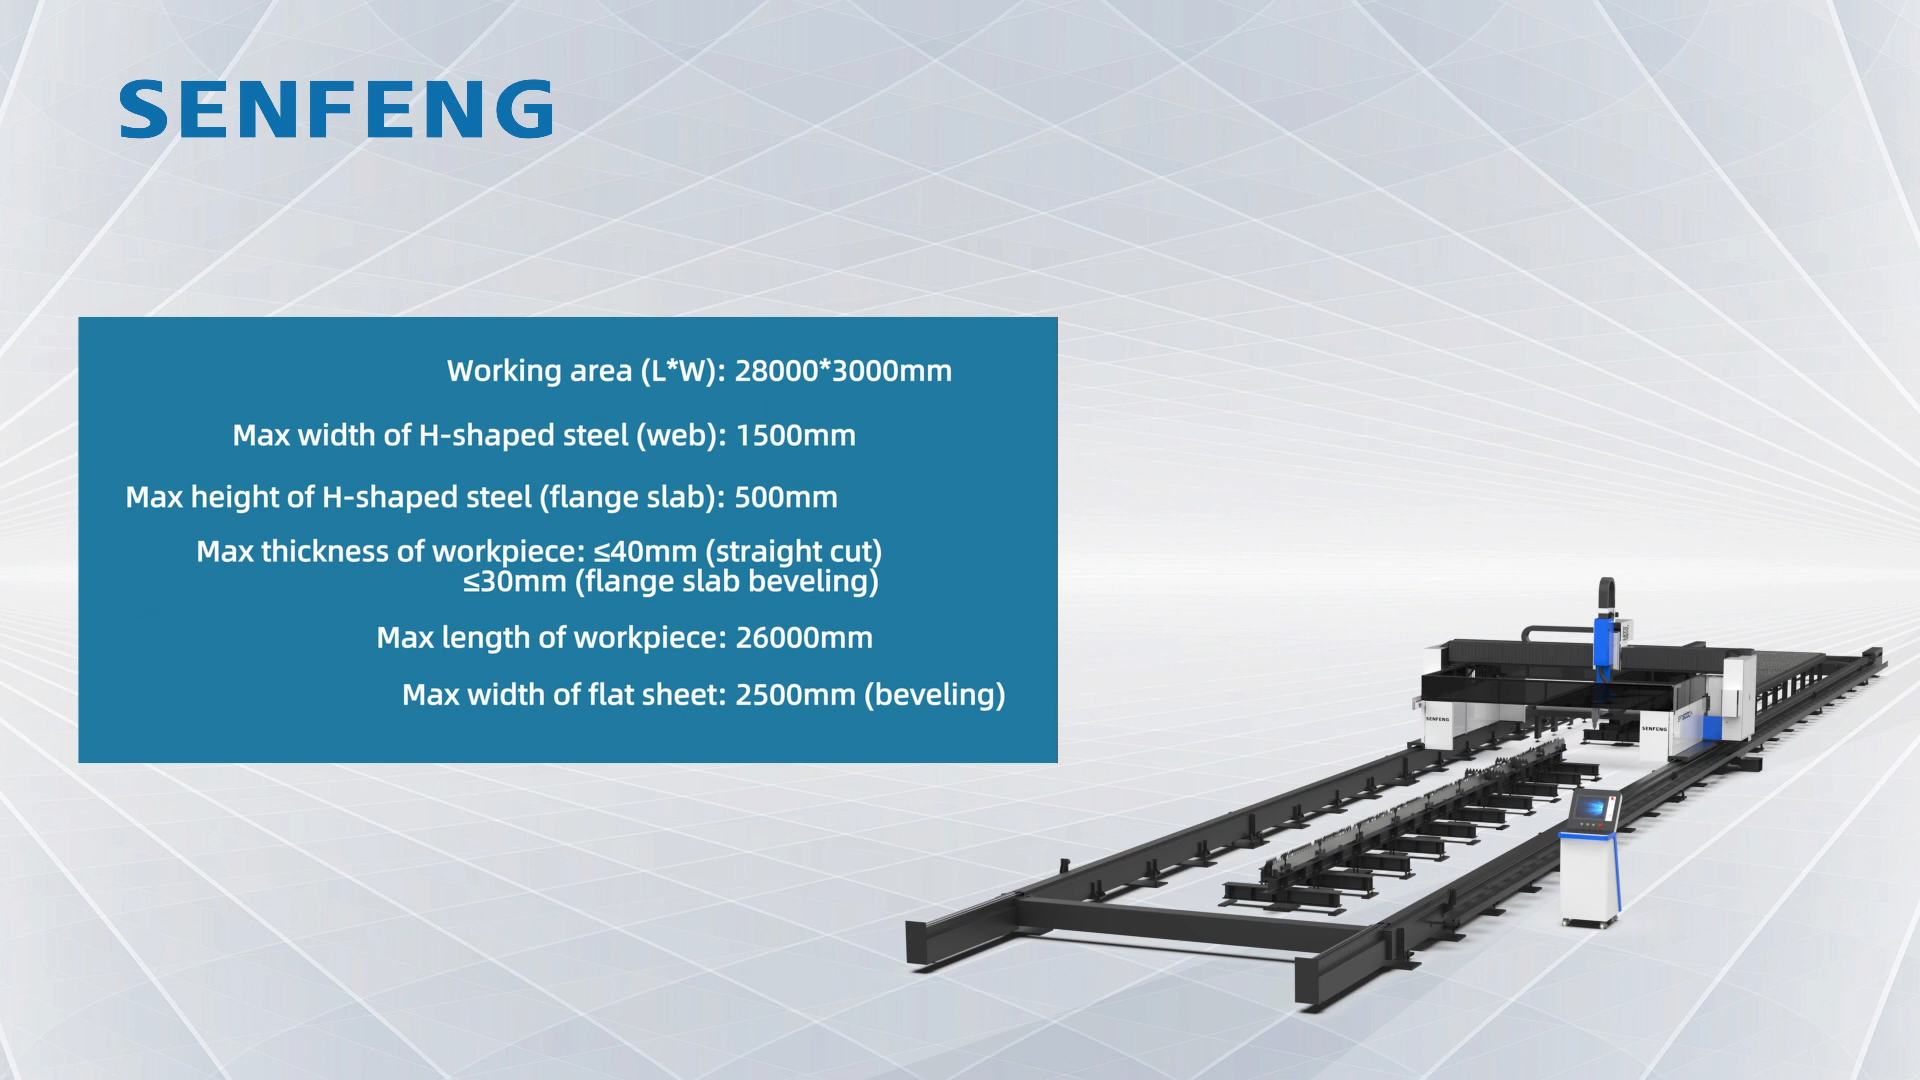 SENFENG
Working area (L*W): 28000*3000mm
Max width of H-shaped steel (web): 1500mm
Max height of H-shaped steel (flange slab): 500mm
Max thickness of workpiece: ≤40mm (straight cut)
≤30mm (flange slab beveling)
Max length of workpiece: 26000mm
Max width of flat sheet: 2500mm (beveling)
SENFENG
SENFENG